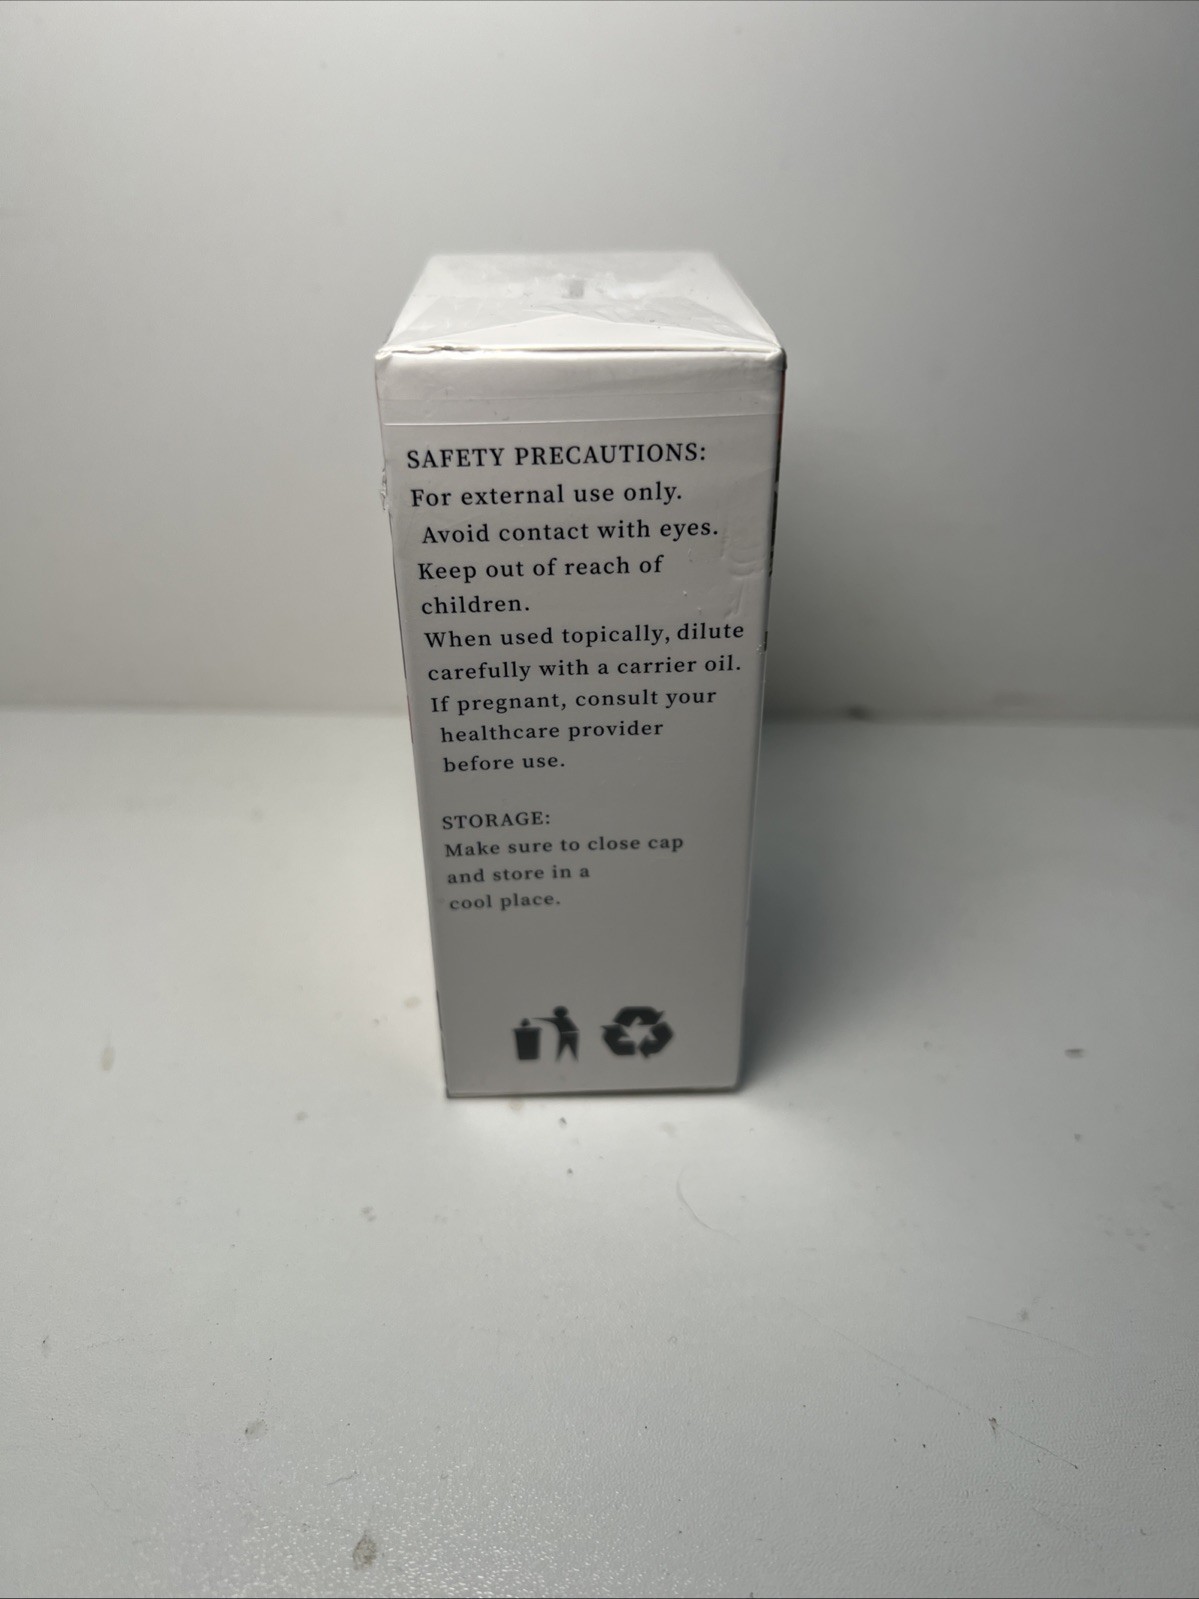 SAFETY PRECAUTIONS:
For external use only.
Avoid contact with eyes.
Keep out of reach of
children.
When used topically, dilute
carefully with a carrier oil.
If pregnant, consult your
healthcare provider
before use.
STORAGE:
Make sure to close cap
and store in a
cool place.